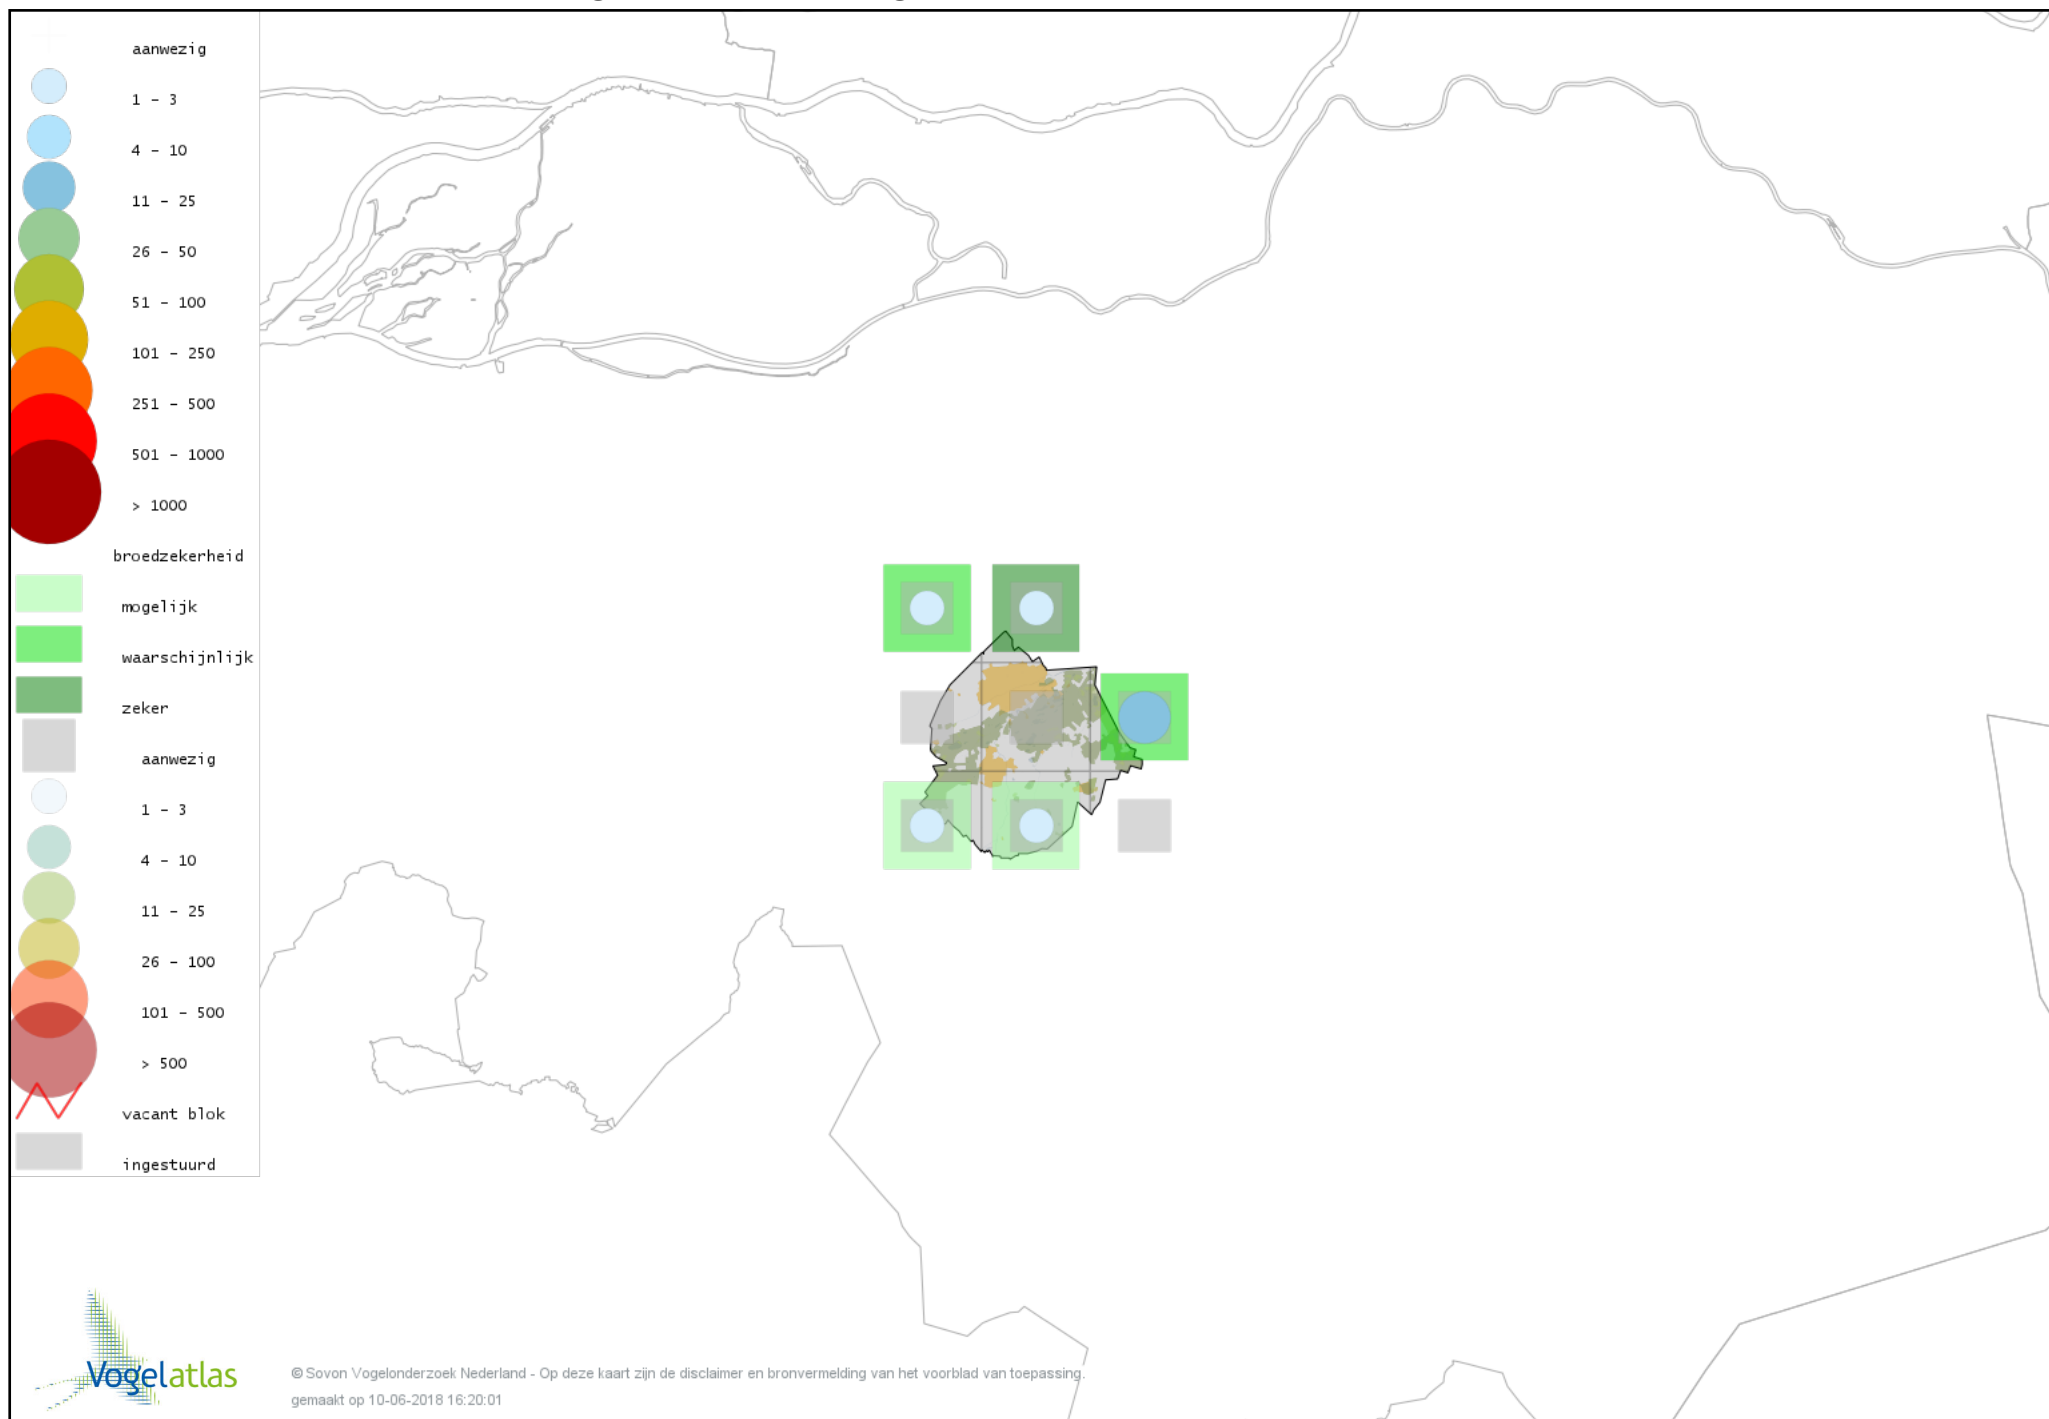 aanwezig
1 - 3
4 - 10
11 - 25
26 - 50
51 - 100
101 - 250
251 - 500
501 - 1000
> 1000
broedzekerheid
mogelijk
waarschijnlijk
zeker
aanwezig
1 - 3
4 - 10
11 - 25
26 - 100
101 - 500
> 500
vacant blok
ingestuurd
Vogelatlas
© Sovon Vogelonderzoek Nederland - Op deze kaart zijn de disclaimer en bronvermelding van het voorblad van toepassing.
gemaakt op 10-06-2018 16:20:01